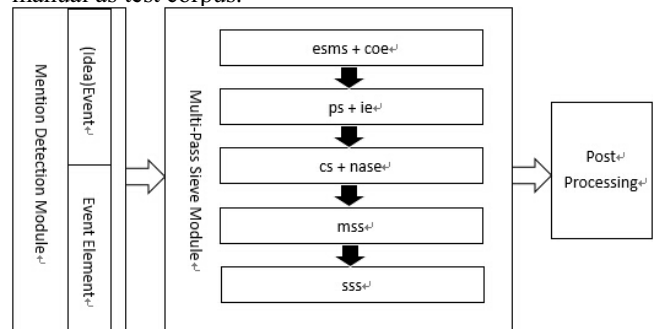 manual as test corpus.
Mention Detection Module↵
(Idea)Event↵
Event Element↵
Multi-Pass Sieve Module↵
esms + coe↵
ps + ie↵
cs + nase↵
mss↵
sss↵
Post↵
Processing↵